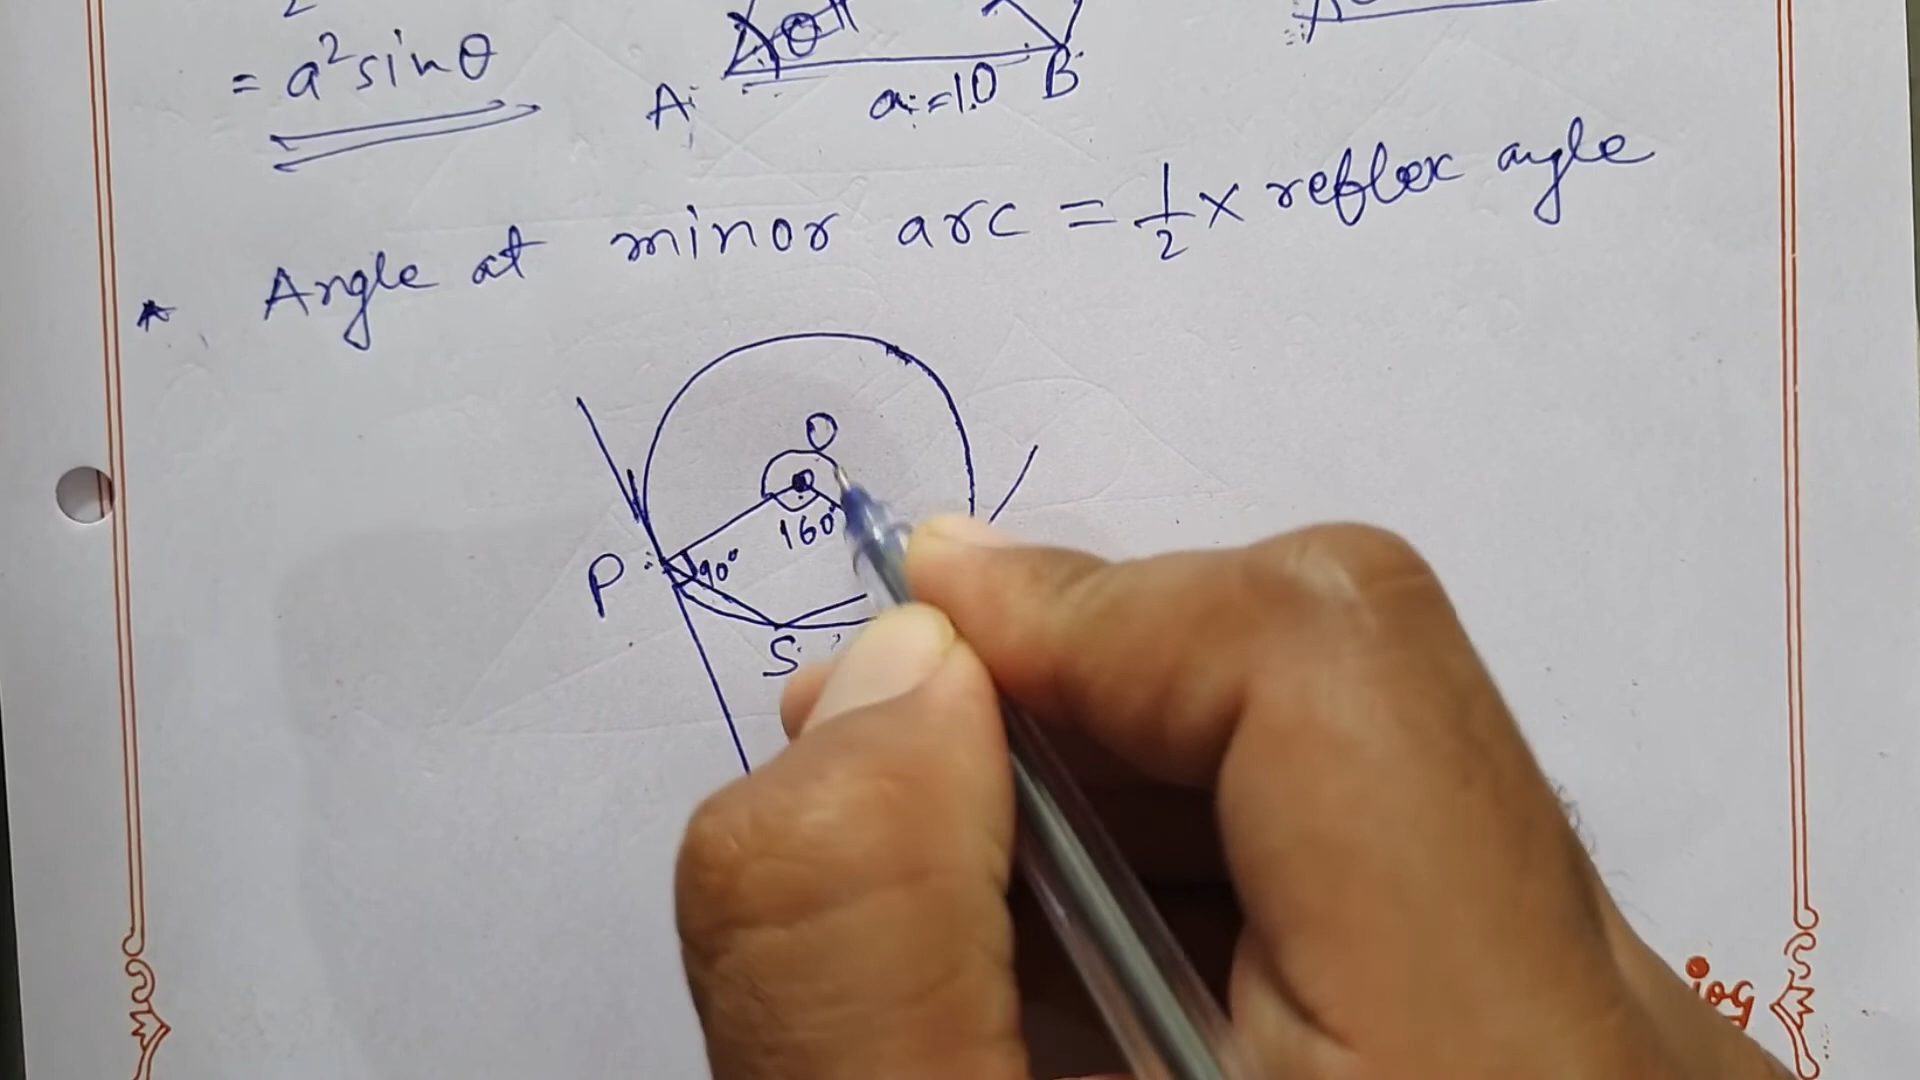 = a²sinθ
θ
A
a = 10
B
* Angle at minor arc = 1/2 × reflex angle
O
160°
P
90°
S